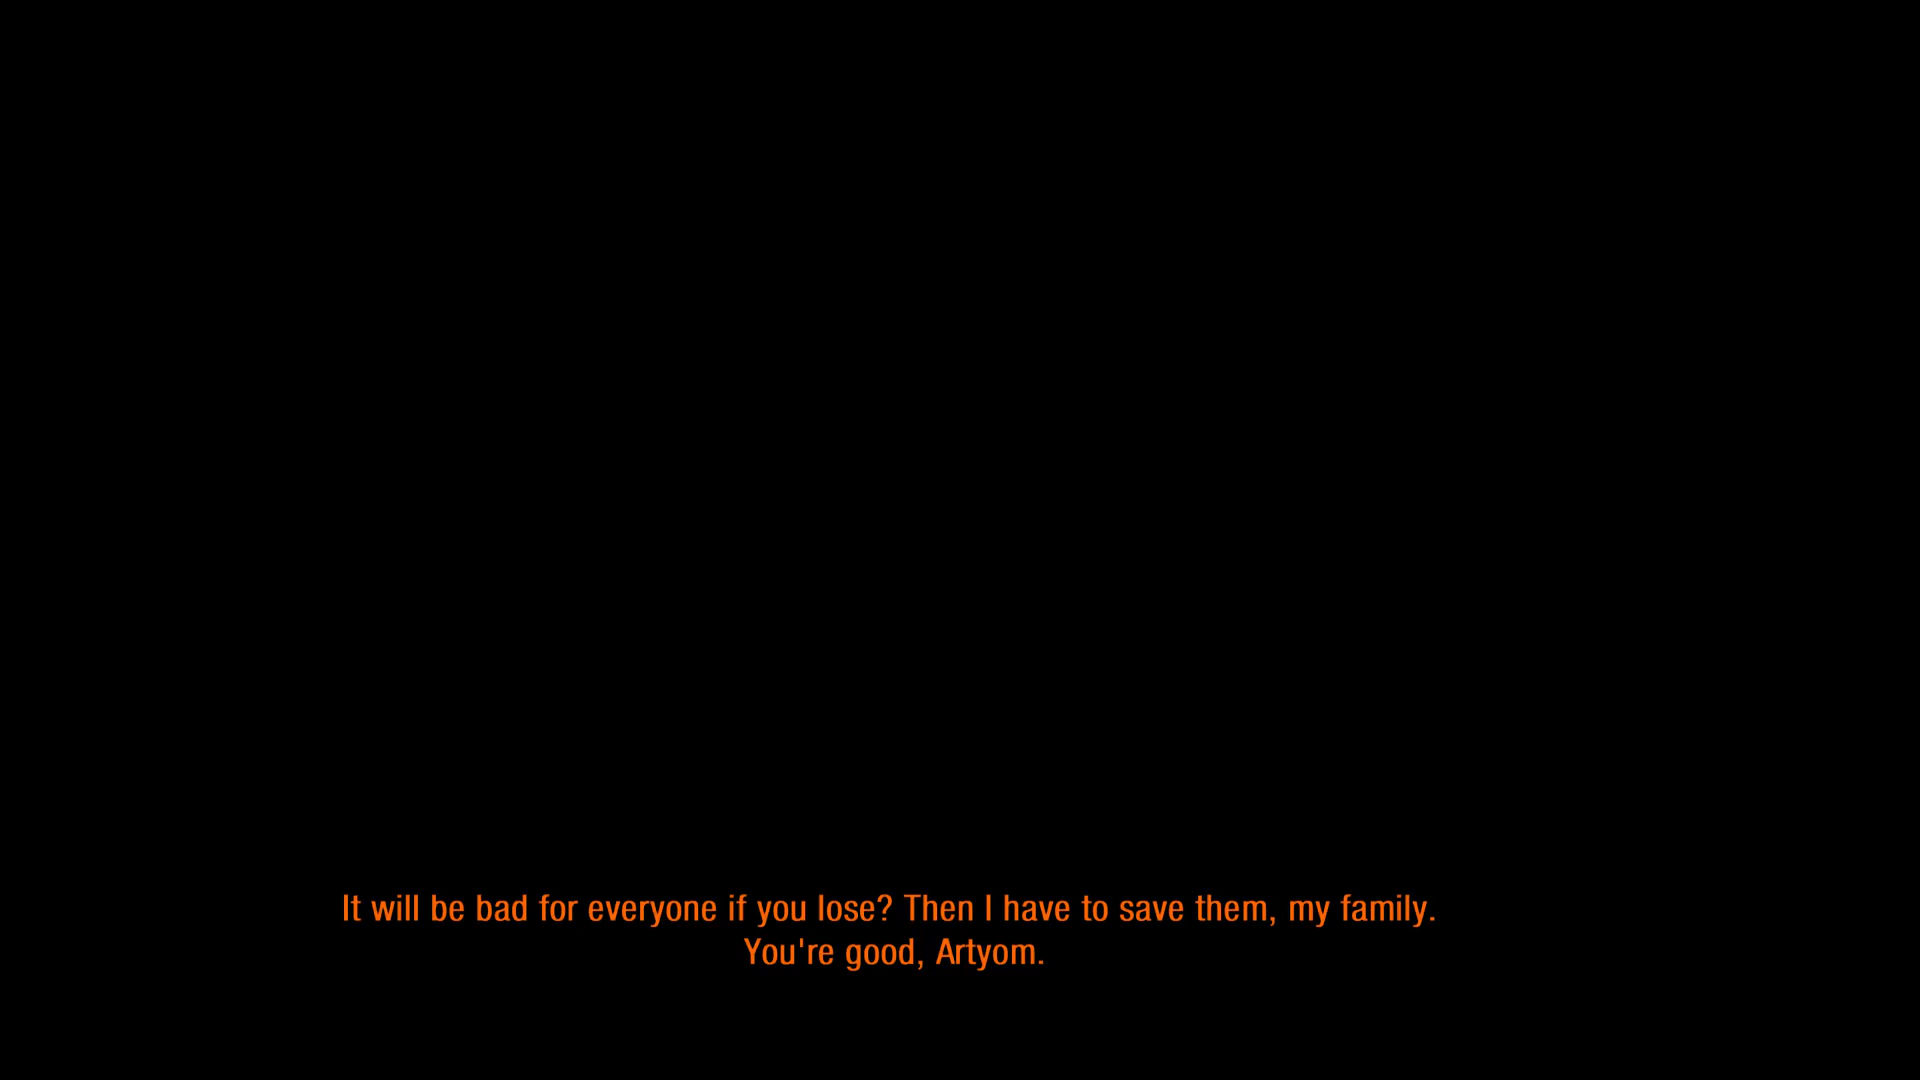 It will be bad for everyone if you lose? Then I have to save them, my family.
You're good, Artyom.